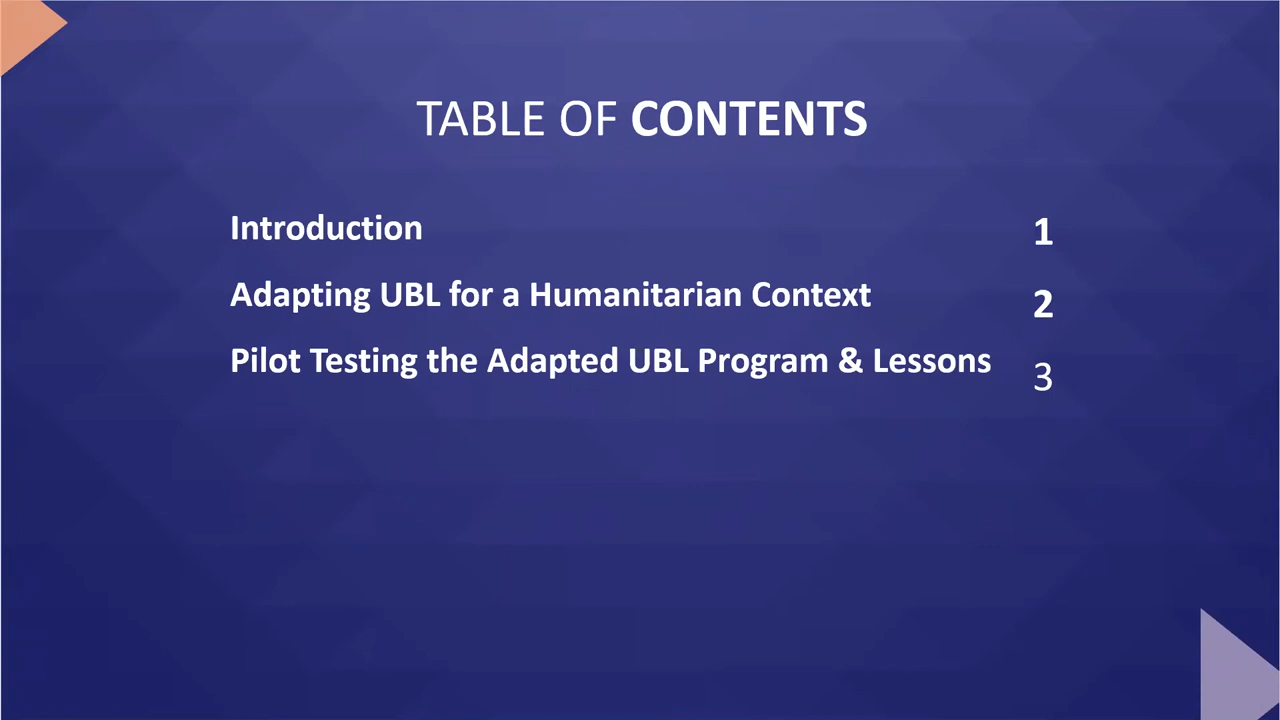 TABLE OF CONTENTS
Introduction 1
Adapting UBL for a Humanitarian Context 2
Pilot Testing the Adapted UBL Program & Lessons 3